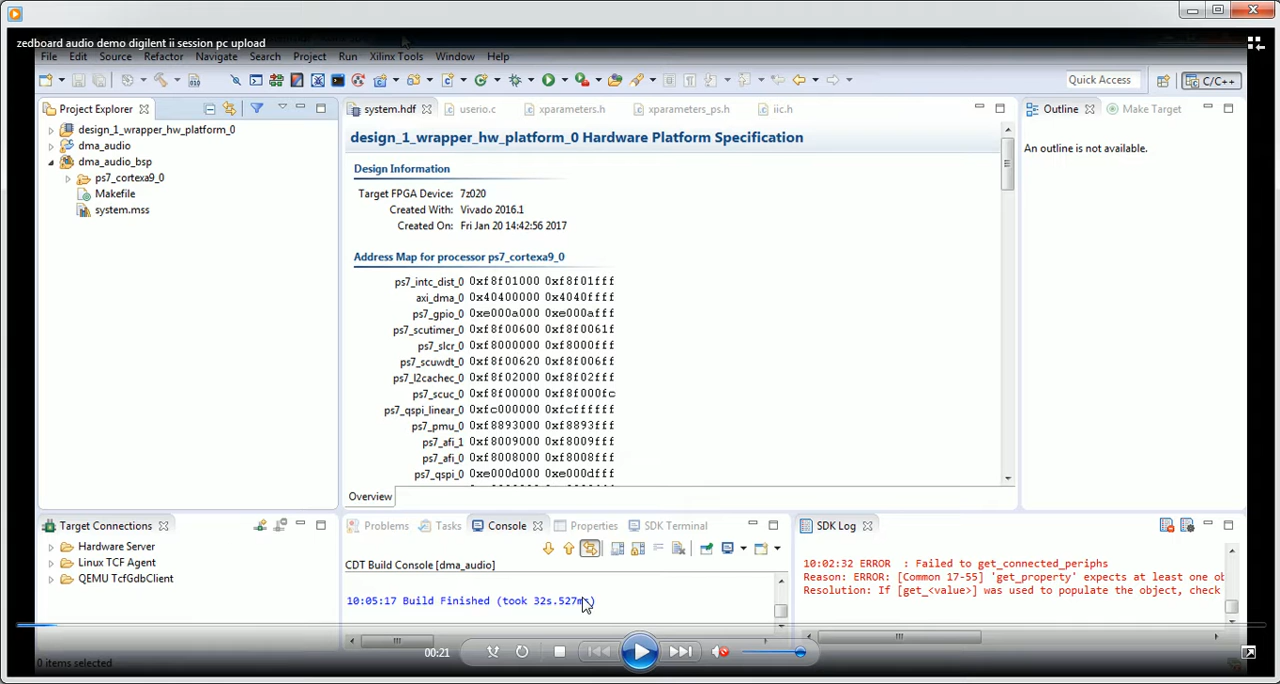 zedboard audio demo digilent ii session pc upload
File Edit Source Refactor Navigate Search Project Run Xilinx Tools Window Help
Quick Access
C/C++
Project Explorer
design_1_wrapper_hw_platform_0
dma_audio
dma_audio_bsp
ps7_cortexa9_0
Makefile
system.mss
system.hdf userio.c xparameters.h xparameters_ps.h iic.h
design_1_wrapper_hw_platform_0 Hardware Platform Specification
Design Information
Target FPGA Device: 7z020
Created With: Vivado 2016.1
Created On: Fri Jan 20 14:42:56 2017
Address Map for processor ps7_cortexa9_0
ps7_intc_dist_0 0xf8f01000 0xf8f01fff
axi_dma_0 0x40400000 0x4040ffff
ps7_gpio_0 0xe000a000 0xe000afff
ps7_scutimer_0 0xf8f00600 0xf8f0061f
ps7_slcr_0 0xf8000000 0xf8000fff
ps7_scuwdt_0 0xf8f00620 0xf8f006ff
ps7_l2cachec_0 0xf8f02000 0xf8f02fff
ps7_scuc_0 0xf8f00000 0xf8f000fc
ps7_qspi_linear_0 0xfc000000 0xfcffffff
ps7_pmu_0 0xf8893000 0xf8893fff
ps7_afi_1 0xf8009000 0xf8009fff
ps7_afi_0 0xf8008000 0xf8008fff
ps7_qspi_0 0xe000d000 0xe000dfff
Overview
Outline Make Target
An outline is not available.
Target Connections
Hardware Server
Linux TCF Agent
QEMU TcfGdbClient
Problems Tasks Console Properties SDK Terminal
CDT Build Console [dma_audio]
10:05:17 Build Finished (took 32s.527m
SDK Log
10:02:32 ERROR : Failed to get_connected_periphs
Reason: ERROR: [Common 17-55] 'get_property' expects at least one ob
Resolution: If [get_<value>] was used to populate the object, check
00:21
0 items selected